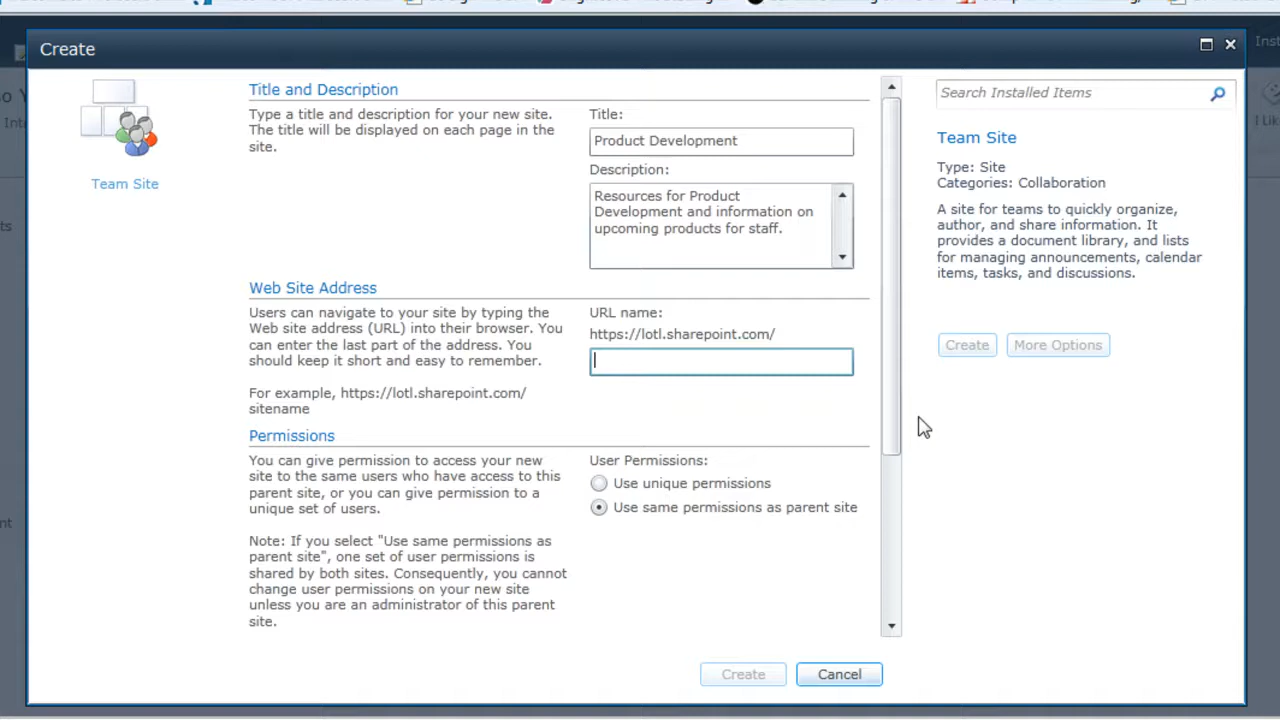 Create
Team Site
Title and Description
Type a title and description for your new
site. The title will be displayed on each page in the
site.
Title:
Product Development
Description:
Resources for Product
Development and information on
upcoming products for staff.
Web Site Address
Users can navigate to your site by typing the
Web site address (URL) into their browser. You
can enter the last part of the address. You
should keep it short and easy to remember.
For example, https://lotl.sharepoint.com/
sitename
URL name:
https://lotl.sharepoint.com/
Permissions
You can give permission to access your new
site to the same users who have access to this
parent site, or you can give permission to a
unique set of users.
Note: If you select "Use same permissions as
parent site", one set of user permissions is
shared by both sites. Consequently, you cannot
change user permissions on your new site
unless you are an administrator of this parent
site.
User Permissions:
Use unique permissions
Use same permissions as parent site
Create
Cancel
Search Installed Items
Team Site
Type: Site
Categories: Collaboration
A site for teams to quickly organize,
author, and share information. It
provides a document library, and lists
for managing announcements, calendar
items, tasks, and discussions.
Create
More Options